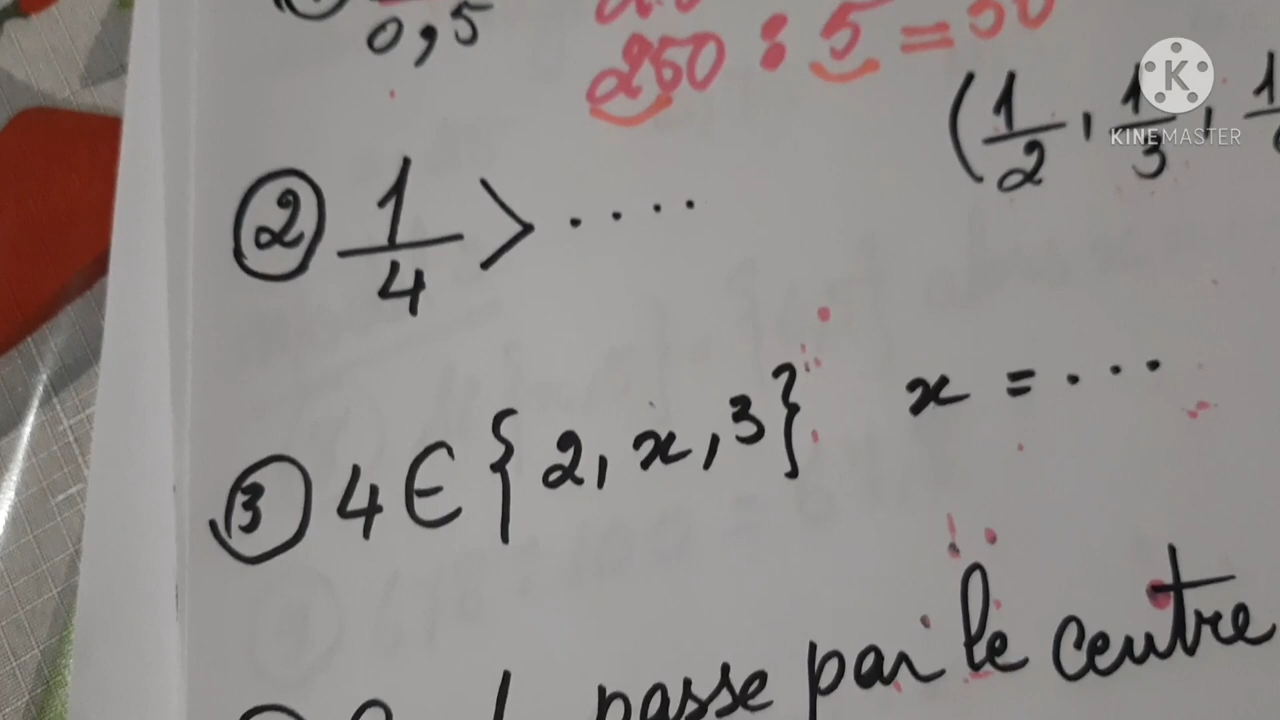 0,5
250 : 5 = 50
(1/2, 1/3, 1/
KINEMASTER
② 1/4 > ....
③ 4 ∈ {2, x, 3} x = ....
passe par le centre